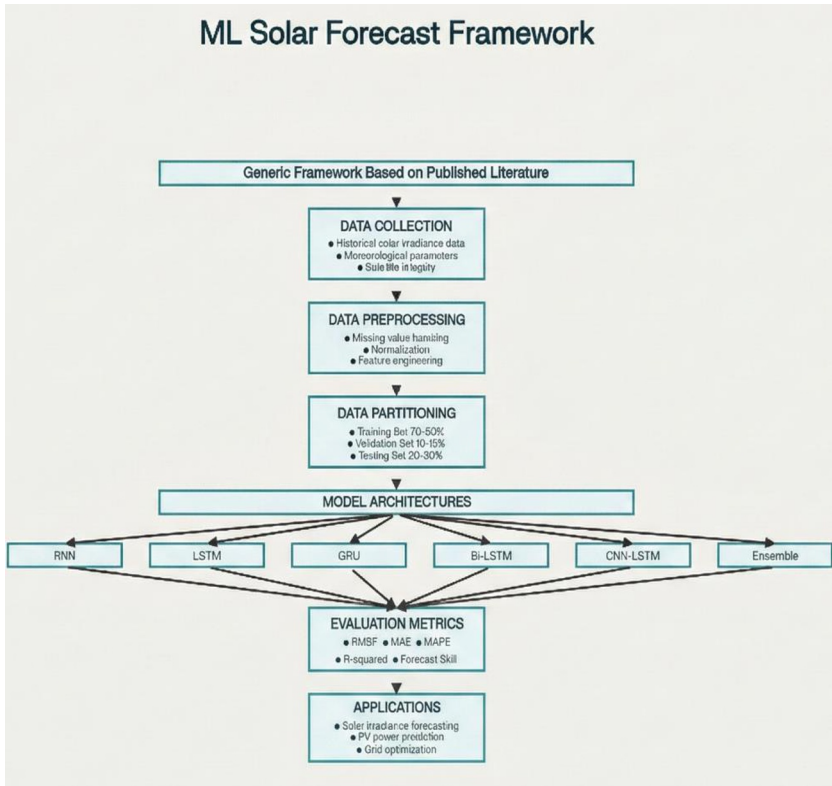 ML Solar Forecast Framework
Generic Framework Based on Published Literature
DATA COLLECTION
● Historical colar irradiance data
● Moreorological parameters
● Sule
DATA PREPROCESSING
● Missing value
● Normalization
● Feature engineering
DATA PARTITIONING
● Training Bet 70-50%
● Validation Set 10-15%
● Testing Set 20-30%
MODEL ARCHITECTURES
RNN LSTM GRU Bi-LSTM CNN-LSTM Ensemble
EVALUATION METRICS
● RMSF ● MAE ● MAPE
● R-squared ● Forecast Skill
APPLICATIONS
● Soler irradiance forecasting
● PV power prediction
● Grid optimization